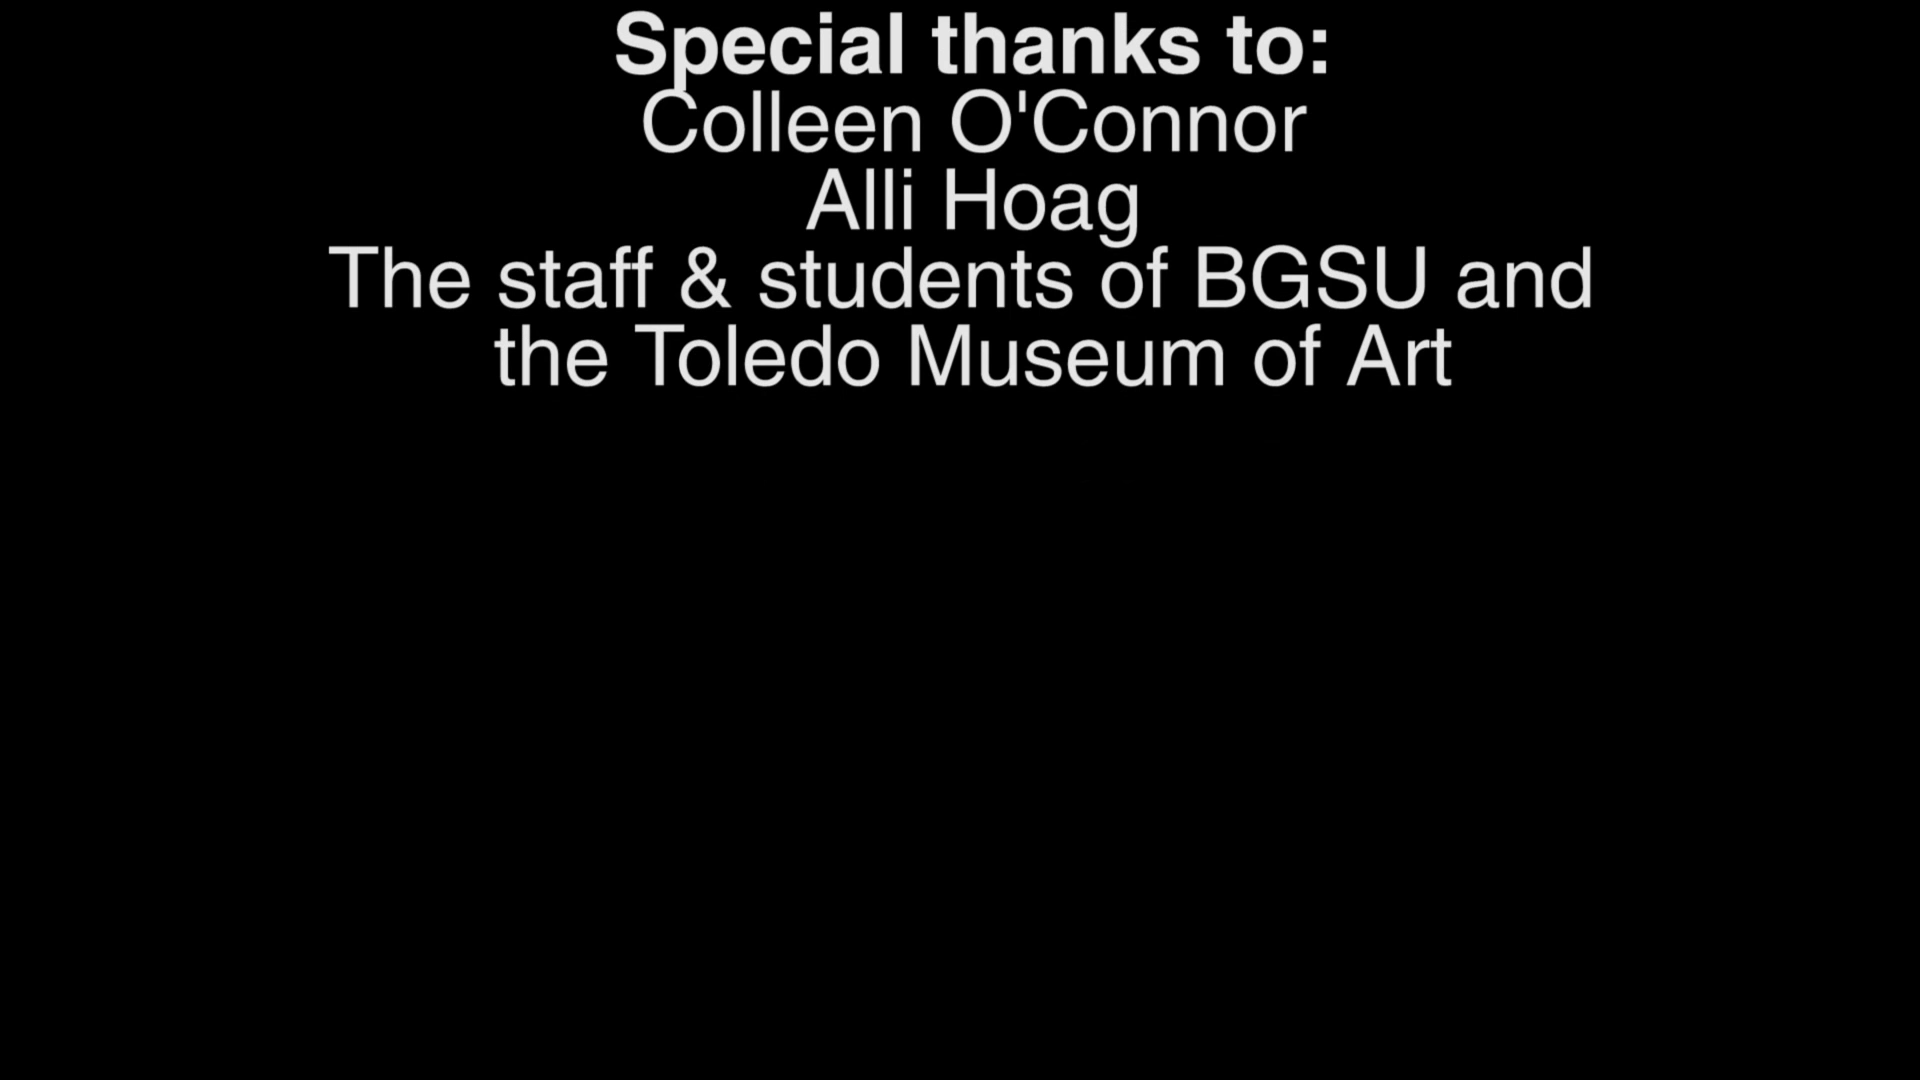 Special thanks to:
Colleen O'Connor
Alli Hoag
The staff & students of BGSU and
the Toledo Museum of Art